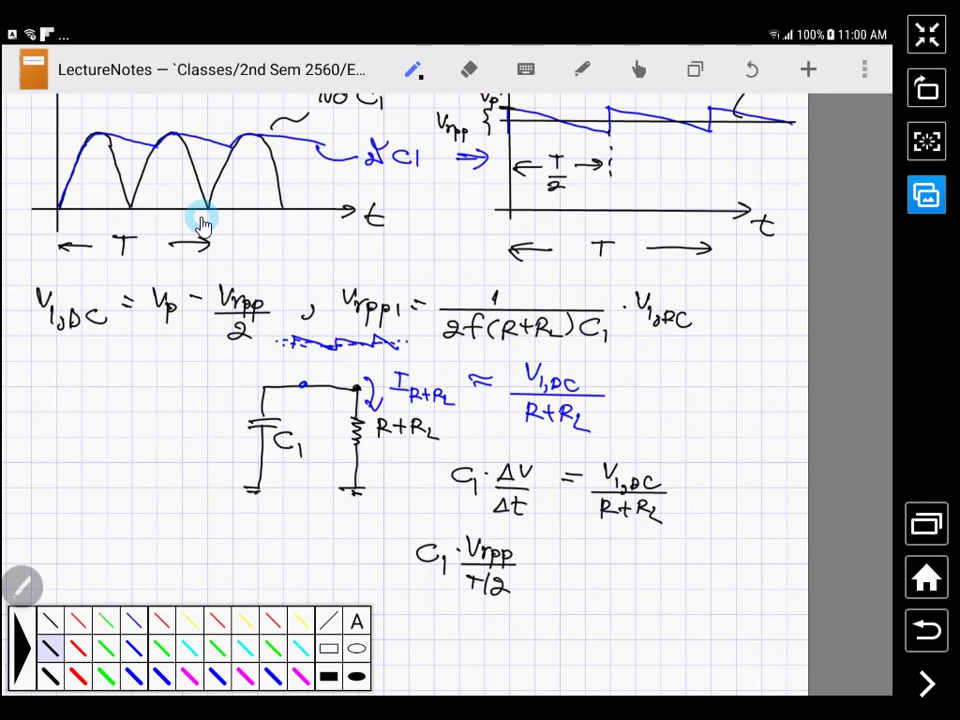 100% 11:00 AM
LectureNotes — `Classes/2nd Sem 2560/E...
No C1
Vp
Vrpp
มี C1
T/2
t
t
T
T
V1,DC = Vp - Vrpp/2 , Vrpp1 = 1/(2f(R+RL)C1) · V1,DC
I R+RL ≈ V1,DC/(R+RL)
R+RL
C1
C1 · ΔV/Δt = V1,DC/(R+RL)
C1 · Vrpp/(T/2)
A